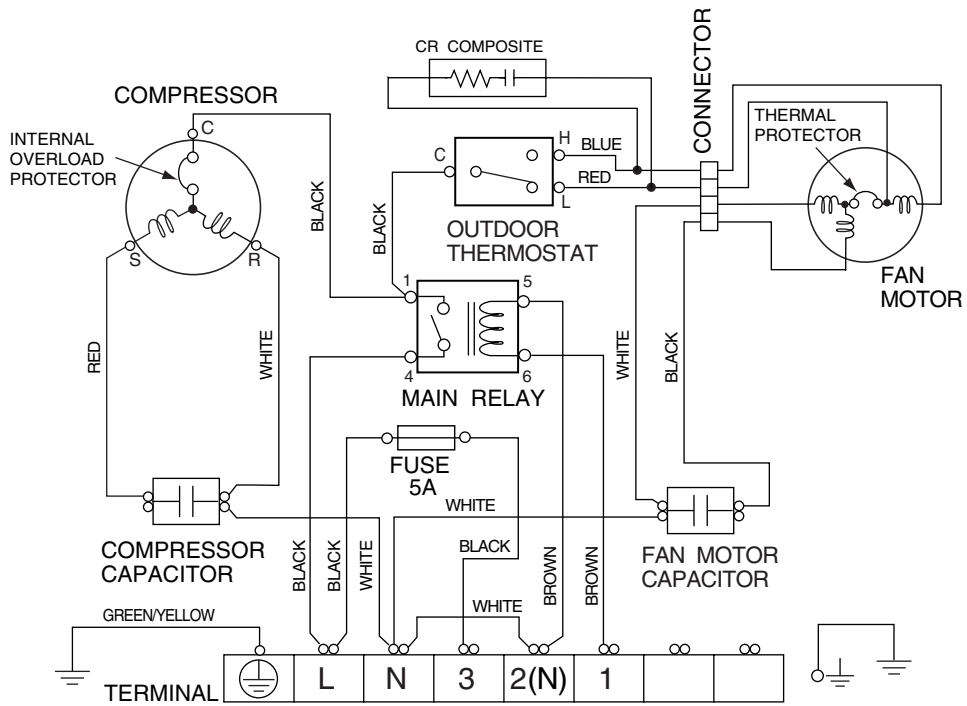 CR COMPOSITE
COMPRESSOR
C
INTERNAL
OVERLOAD
PROTECTOR
S
R
BLACK
BLACK
C
H
BLUE
RED
L
OUTDOOR
THERMOSTAT
CONNECTOR
THERMAL
PROTECTOR
FAN
MOTOR
RED
WHITE
1
5
4
6
MAIN RELAY
WHITE
BLACK
FUSE
5A
WHITE
BLACK
COMPRESSOR
CAPACITOR
BLACK
BLACK
WHITE
BROWN
BROWN
FAN MOTOR
CAPACITOR
GREEN/YELLOW
WHITE
TERMINAL
L
N
3
2(N)
1